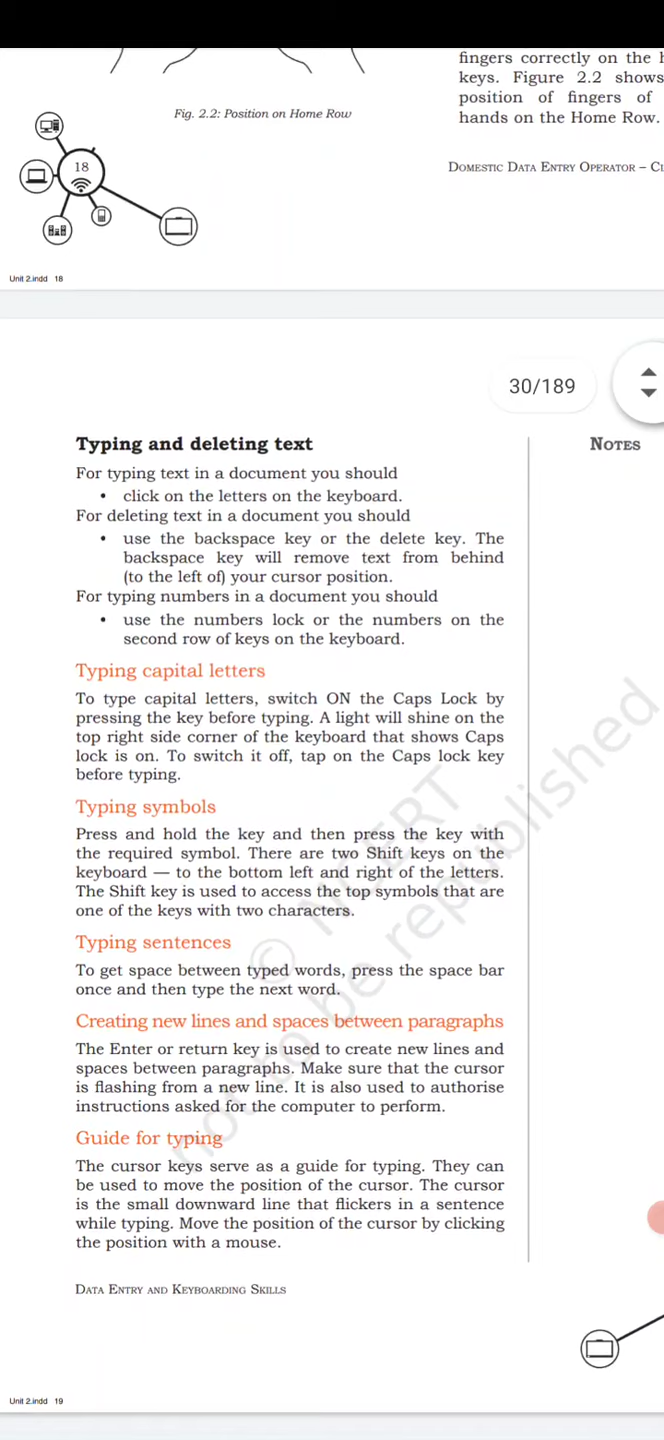 fingers correctly on the
keys. Figure 2.2 shows
position of fingers of
hands on the Home Row.
Fig. 2.2: Position on Home Row
18
DOMESTIC DATA ENTRY OPERATOR –
Unit 2.indd 18
30/189
Typing and deleting text
NOTES
For typing text in a document you should
• click on the letters on the keyboard.
For deleting text in a document you should
• use the backspace key or the delete key. The
backspace key will remove text from behind
(to the left of) your cursor position.
For typing numbers in a document you should
• use the numbers lock or the numbers on the
second row of keys on the keyboard.
Typing capital letters
To type capital letters, switch ON the Caps Lock by
pressing the key before typing. A light will shine on the
top right side corner of the keyboard that shows Caps
lock is on. To switch it off, tap on the Caps lock key
before typing.
Typing symbols
Press and hold the key and then press the key with
the required symbol. There are two Shift keys on the
keyboard — to the bottom left and right of the letters.
The Shift key is used to access the top symbols that are
one of the keys with two characters.
Typing sentences
To get space between typed words, press the space bar
once and then type the next word.
Creating new lines and spaces between paragraphs
The Enter or return key is used to create new lines and
spaces between paragraphs. Make sure that the cursor
is flashing from a new line. It is also used to authorise
instructions asked for the computer to perform.
Guide for typing
The cursor keys serve as a guide for typing. They can
be used to move the position of the cursor. The cursor
is the small downward line that flickers in a sentence
while typing. Move the position of the cursor by clicking
the position with a mouse.
© NCERT
not to be republished
DATA ENTRY AND KEYBOARDING SKILLS
Unit 2.indd 19